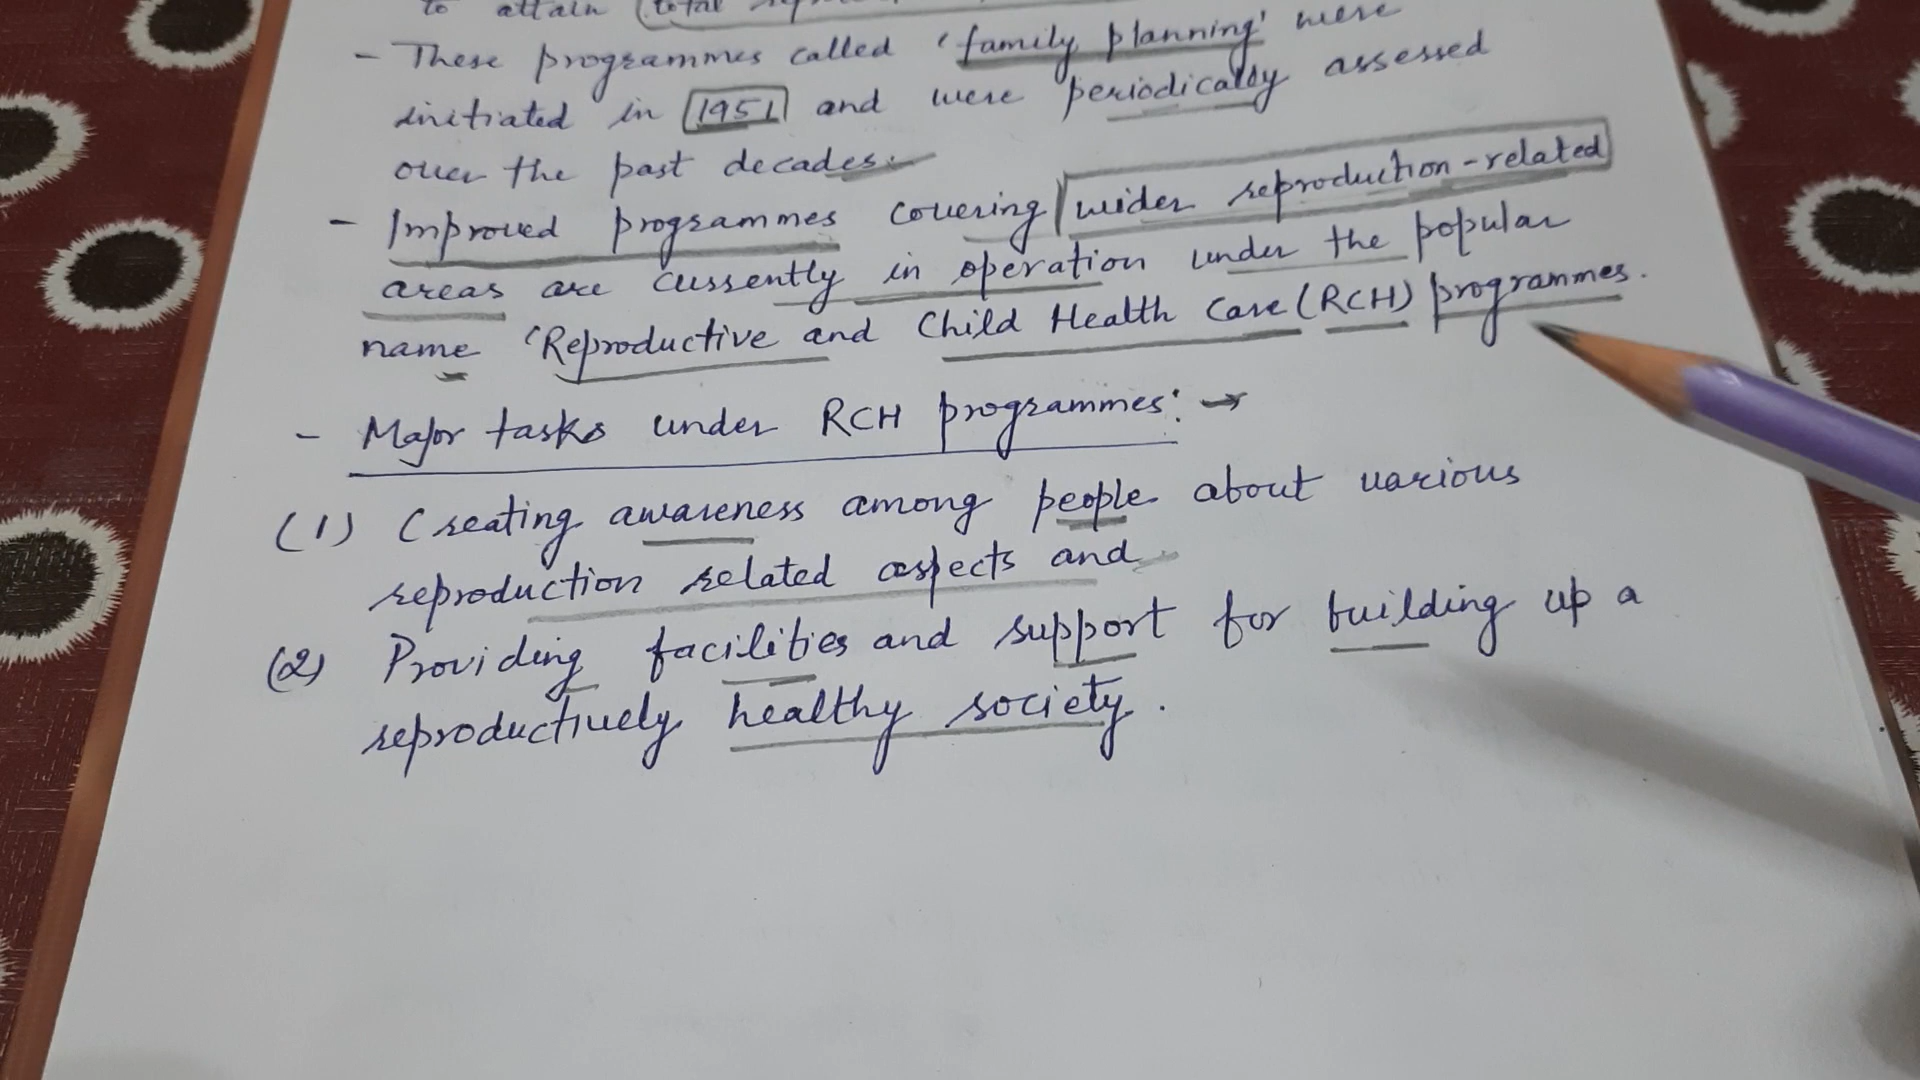 to attain total
- These programmes called 'family planning' were
initiated in 1951 and were periodically assessed
over the past decades.
- Improved programmes covering wider reproduction-related
areas are currently in operation under the popular
name 'Reproductive and Child Health Care (RCH) programmes.
- Major tasks under RCH programmes: →
(1) Creating awareness among people about various
reproduction related aspects and
(2) Providing facilities and support for building up a
reproductively healthy society.